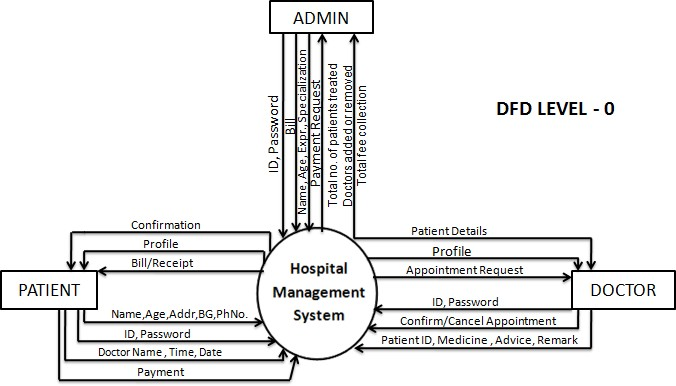 ADMIN
ID, Password
Bill
Name, Age, Expr., Specialization
Payment Request
Total no. of patients treated
Doctors added or removed
Total fee collection
DFD LEVEL - 0
Confirmation
Profile
Bill/Receipt
PATIENT
Name,Age,Addr,BG,PhNo.
ID, Password
Doctor Name , Time, Date
Payment
Hospital
Management
System
Patient Details
Profile
Appointment Request
DOCTOR
ID, Password
Confirm/Cancel Appointment
Patient ID, Medicine , Advice, Remark